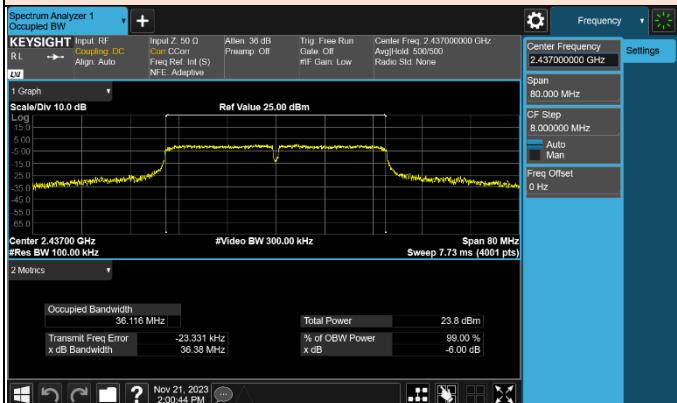 Spectrum Analyzer 1
Occupied BW
Frequency
KEYSIGHT
R L
LXI
Input: RF
Coupling: DC
Align: Auto
Input Z: 50 Ω
Corr CCorr
Freq Ref: Int (S)
NFE: Adaptive
Atten: 36 dB
Preamp: Off
Trig: Free Run
Gate: Off
#IF Gain: Low
Center Freq: 2.437000000 GHz
Avg|Hold: 500/500
Radio Std: None
Center Frequency
2.437000000 GHz
Settings
Span
80.000 MHz
CF Step
8.000000 MHz
Auto
Man
Freq Offset
0 Hz
1 Graph
Scale/Div 10.0 dB
Ref Value 25.00 dBm
Log
15.0
5.00
-5.00
-15.0
-25.0
-35.0
-45.0
-55.0
-65.0
Center 2.43700 GHz
#Video BW 300.00 kHz
Span 80 MHz
#Res BW 100.00 kHz
Sweep 7.73 ms (4001 pts)
2 Metrics
Occupied Bandwidth
36.116 MHz
Total Power
23.8 dBm
Transmit Freq Error
-23.331 kHz
% of OBW Power
99.00 %
x dB Bandwidth
36.38 MHz
x dB
-6.00 dB
?
Nov 21, 2023
2:00:44 PM